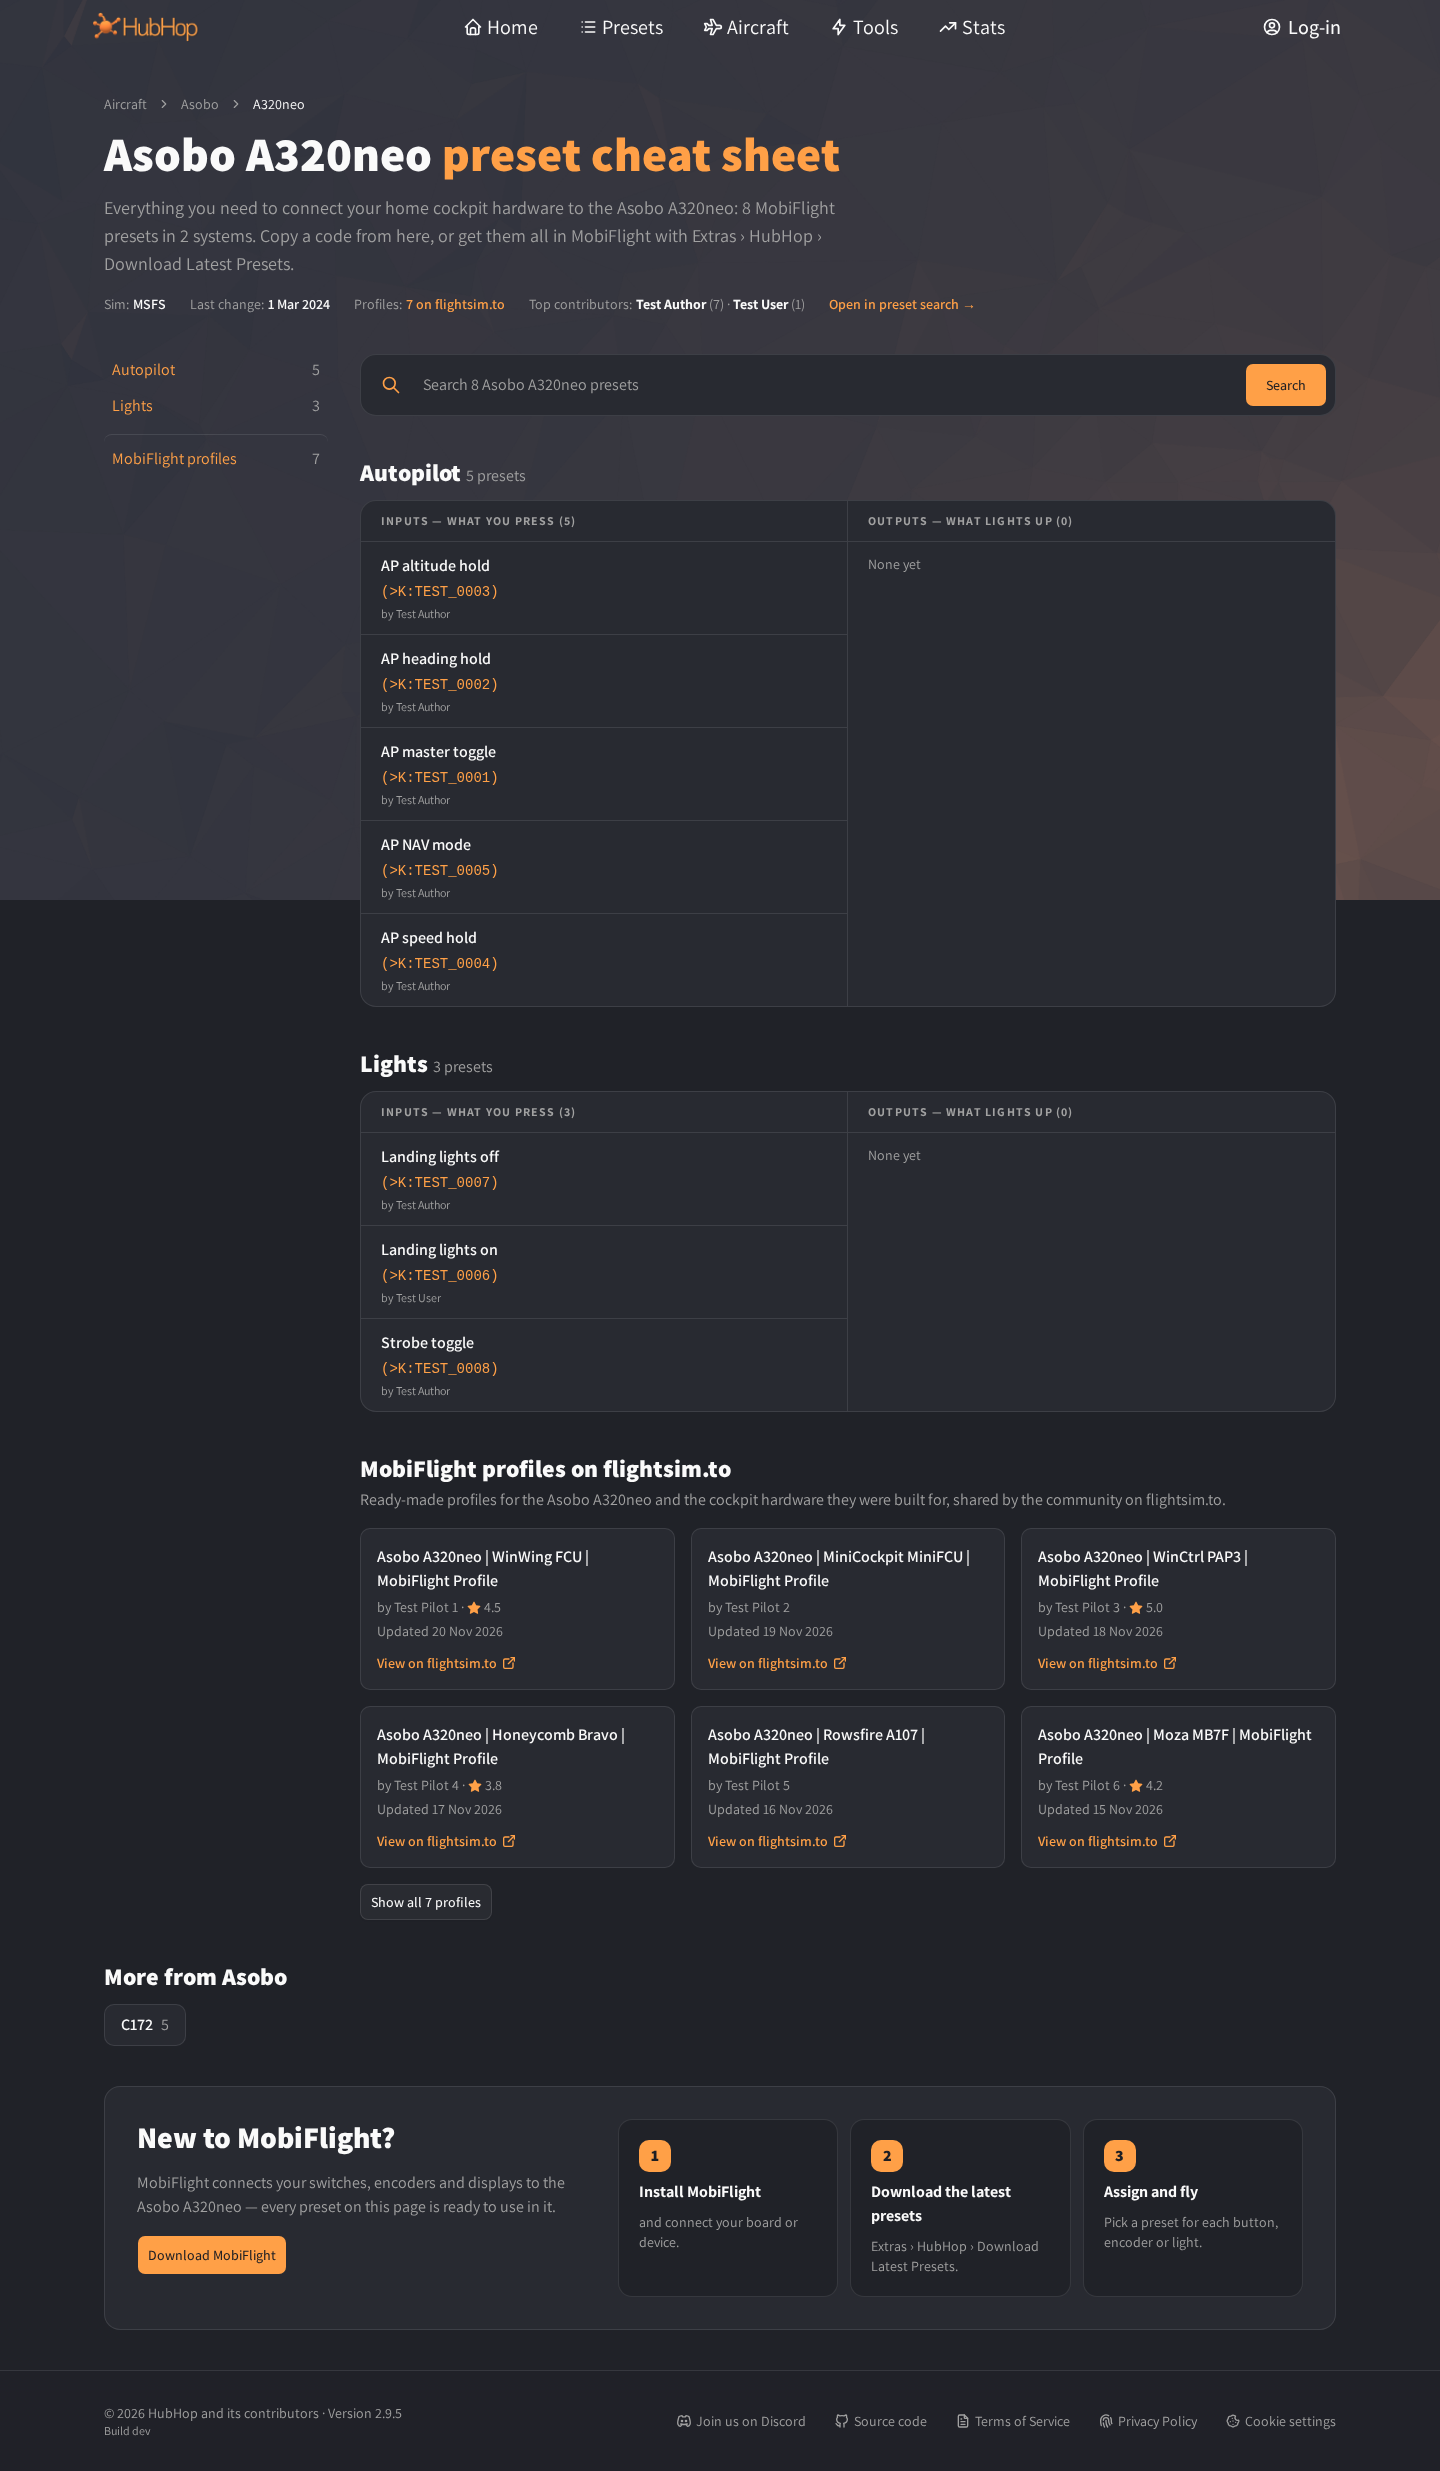 HubHop
Home
Presets
Aircraft
Tools
Stats
Log-in
Aircraft > Asobo > A320neo
Asobo A320neo preset cheat sheet
Everything you need to connect your home cockpit hardware to the Asobo A320neo: 8 MobiFlight
presets in 2 systems. Copy a code from here, or get them all in MobiFlight with Extras › HubHop ›
Download Latest Presets.
Sim: MSFS Last change: 1 Mar 2024 Profiles: 7 on flightsim.to Top contributors: Test Author (7) · Test User (1) Open in preset search →
Autopilot 5
Lights 3
MobiFlight profiles 7
Search 8 Asobo A320neo presets
Search
Autopilot 5 presets
INPUTS — WHAT YOU PRESS (5)
AP altitude hold
(>K:TEST_0003)
by Test Author
AP heading hold
(>K:TEST_0002)
by Test Author
AP master toggle
(>K:TEST_0001)
by Test Author
AP NAV mode
(>K:TEST_0005)
by Test Author
AP speed hold
(>K:TEST_0004)
by Test Author
OUTPUTS — WHAT LIGHTS UP (0)
None yet
Lights 3 presets
INPUTS — WHAT YOU PRESS (3)
Landing lights off
(>K:TEST_0007)
by Test Author
Landing lights on
(>K:TEST_0006)
by Test User
Strobe toggle
(>K:TEST_0008)
by Test Author
OUTPUTS — WHAT LIGHTS UP (0)
None yet
MobiFlight profiles on flightsim.to
Ready-made profiles for the Asobo A320neo and the cockpit hardware they were built for, shared by the community on flightsim.to.
Asobo A320neo | WinWing FCU |
MobiFlight Profile
by Test Pilot 1 · ★ 4.5
Updated 20 Nov 2026
View on flightsim.to
Asobo A320neo | MiniCockpit MiniFCU |
MobiFlight Profile
by Test Pilot 2
Updated 19 Nov 2026
View on flightsim.to
Asobo A320neo | WinCtrl PAP3 |
MobiFlight Profile
by Test Pilot 3 · ★ 5.0
Updated 18 Nov 2026
View on flightsim.to
Asobo A320neo | Honeycomb Bravo |
MobiFlight Profile
by Test Pilot 4 · ★ 3.8
Updated 17 Nov 2026
View on flightsim.to
Asobo A320neo | Rowsfire A107 |
MobiFlight Profile
by Test Pilot 5
Updated 16 Nov 2026
View on flightsim.to
Asobo A320neo | Moza MB7F | MobiFlight
Profile
by Test Pilot 6 · ★ 4.2
Updated 15 Nov 2026
View on flightsim.to
Show all 7 profiles
More from Asobo
C172 5
New to MobiFlight?
MobiFlight connects your switches, encoders and displays to the
Asobo A320neo — every preset on this page is ready to use in it.
Download MobiFlight
1
Install MobiFlight
and connect your board or
device.
2
Download the latest
presets
Extras › HubHop › Download
Latest Presets.
3
Assign and fly
Pick a preset for each button,
encoder or light.
© 2026 HubHop and its contributors · Version 2.9.5
Build dev
Join us on Discord
Source code
Terms of Service
Privacy Policy
Cookie settings